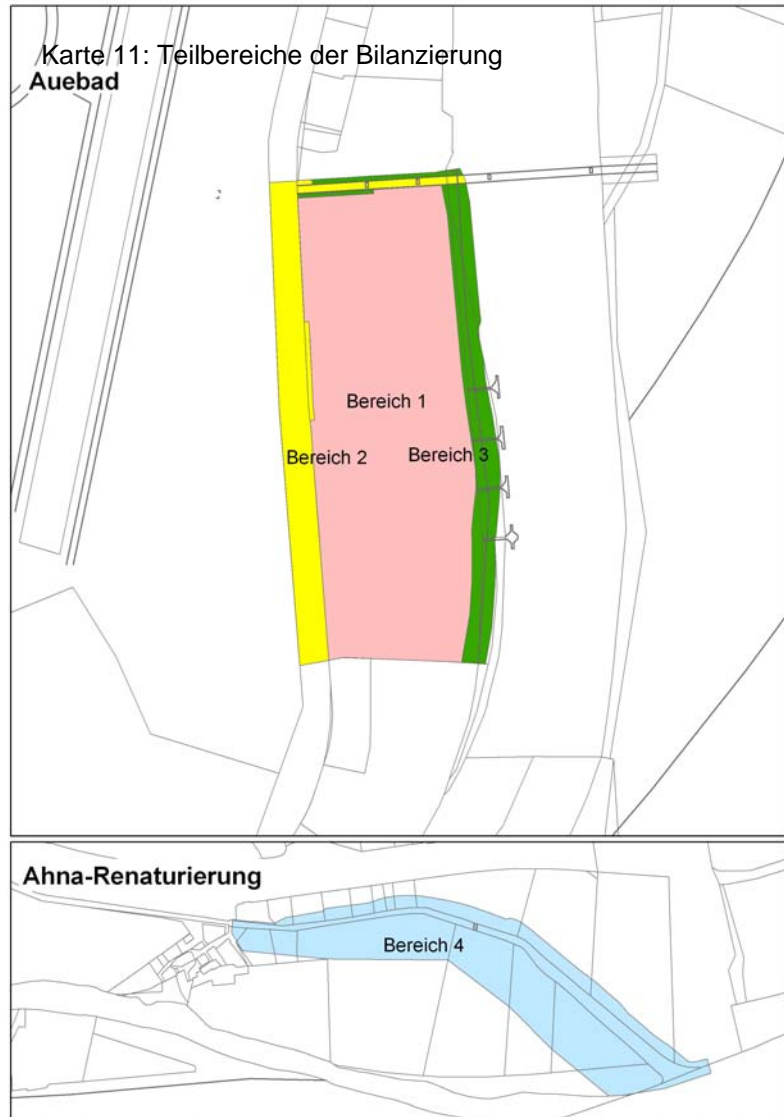 Karte 11: Teilbereiche der Bilanzierung
Auebad
Bereich 1
Bereich 2
Bereich 3
Ahna-Renaturierung
Bereich 4